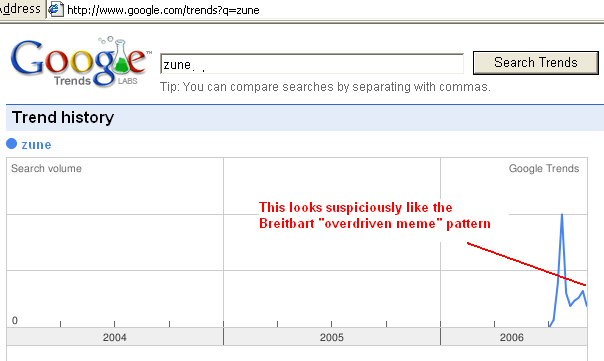 Address http://www.google.com/trends?q=zune
Google™
Trends LABS
zune, ,
Search Trends
Tip: You can compare searches by separating with commas.
Trend history
zune
Search volume
Google Trends
This looks suspiciously like the
Breitbart "overdriven meme" pattern
0
2004 2005 2006